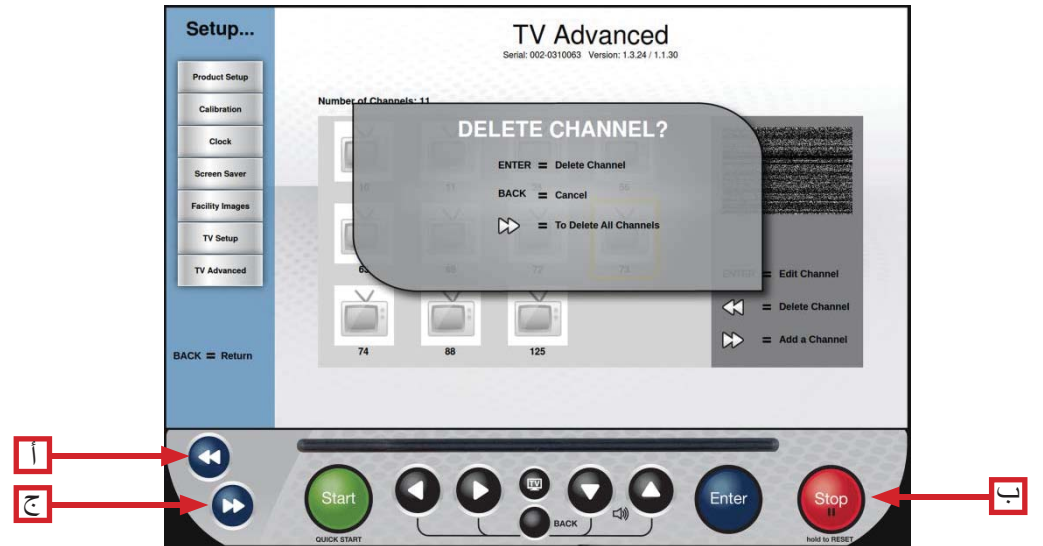 Setup...
Product Setup
Calibration
Clock
Screen Saver
Facility Images
TV Setup
TV Advanced
BACK = Return
TV Advanced
Serial: 002-0310063 Version: 1.3.24 / 1.1.30
Number of Channels: 11
DELETE CHANNEL?
ENTER = Delete Channel
BACK = Cancel
= To Delete All Channels
10 11 31 56
63 68 72 73
74 88 125
ENTER = Edit Channel
= Delete Channel
= Add a Channel
أ
ج
ب
Start
QUICK START
TV
BACK
Enter
Stop
hold to RESET